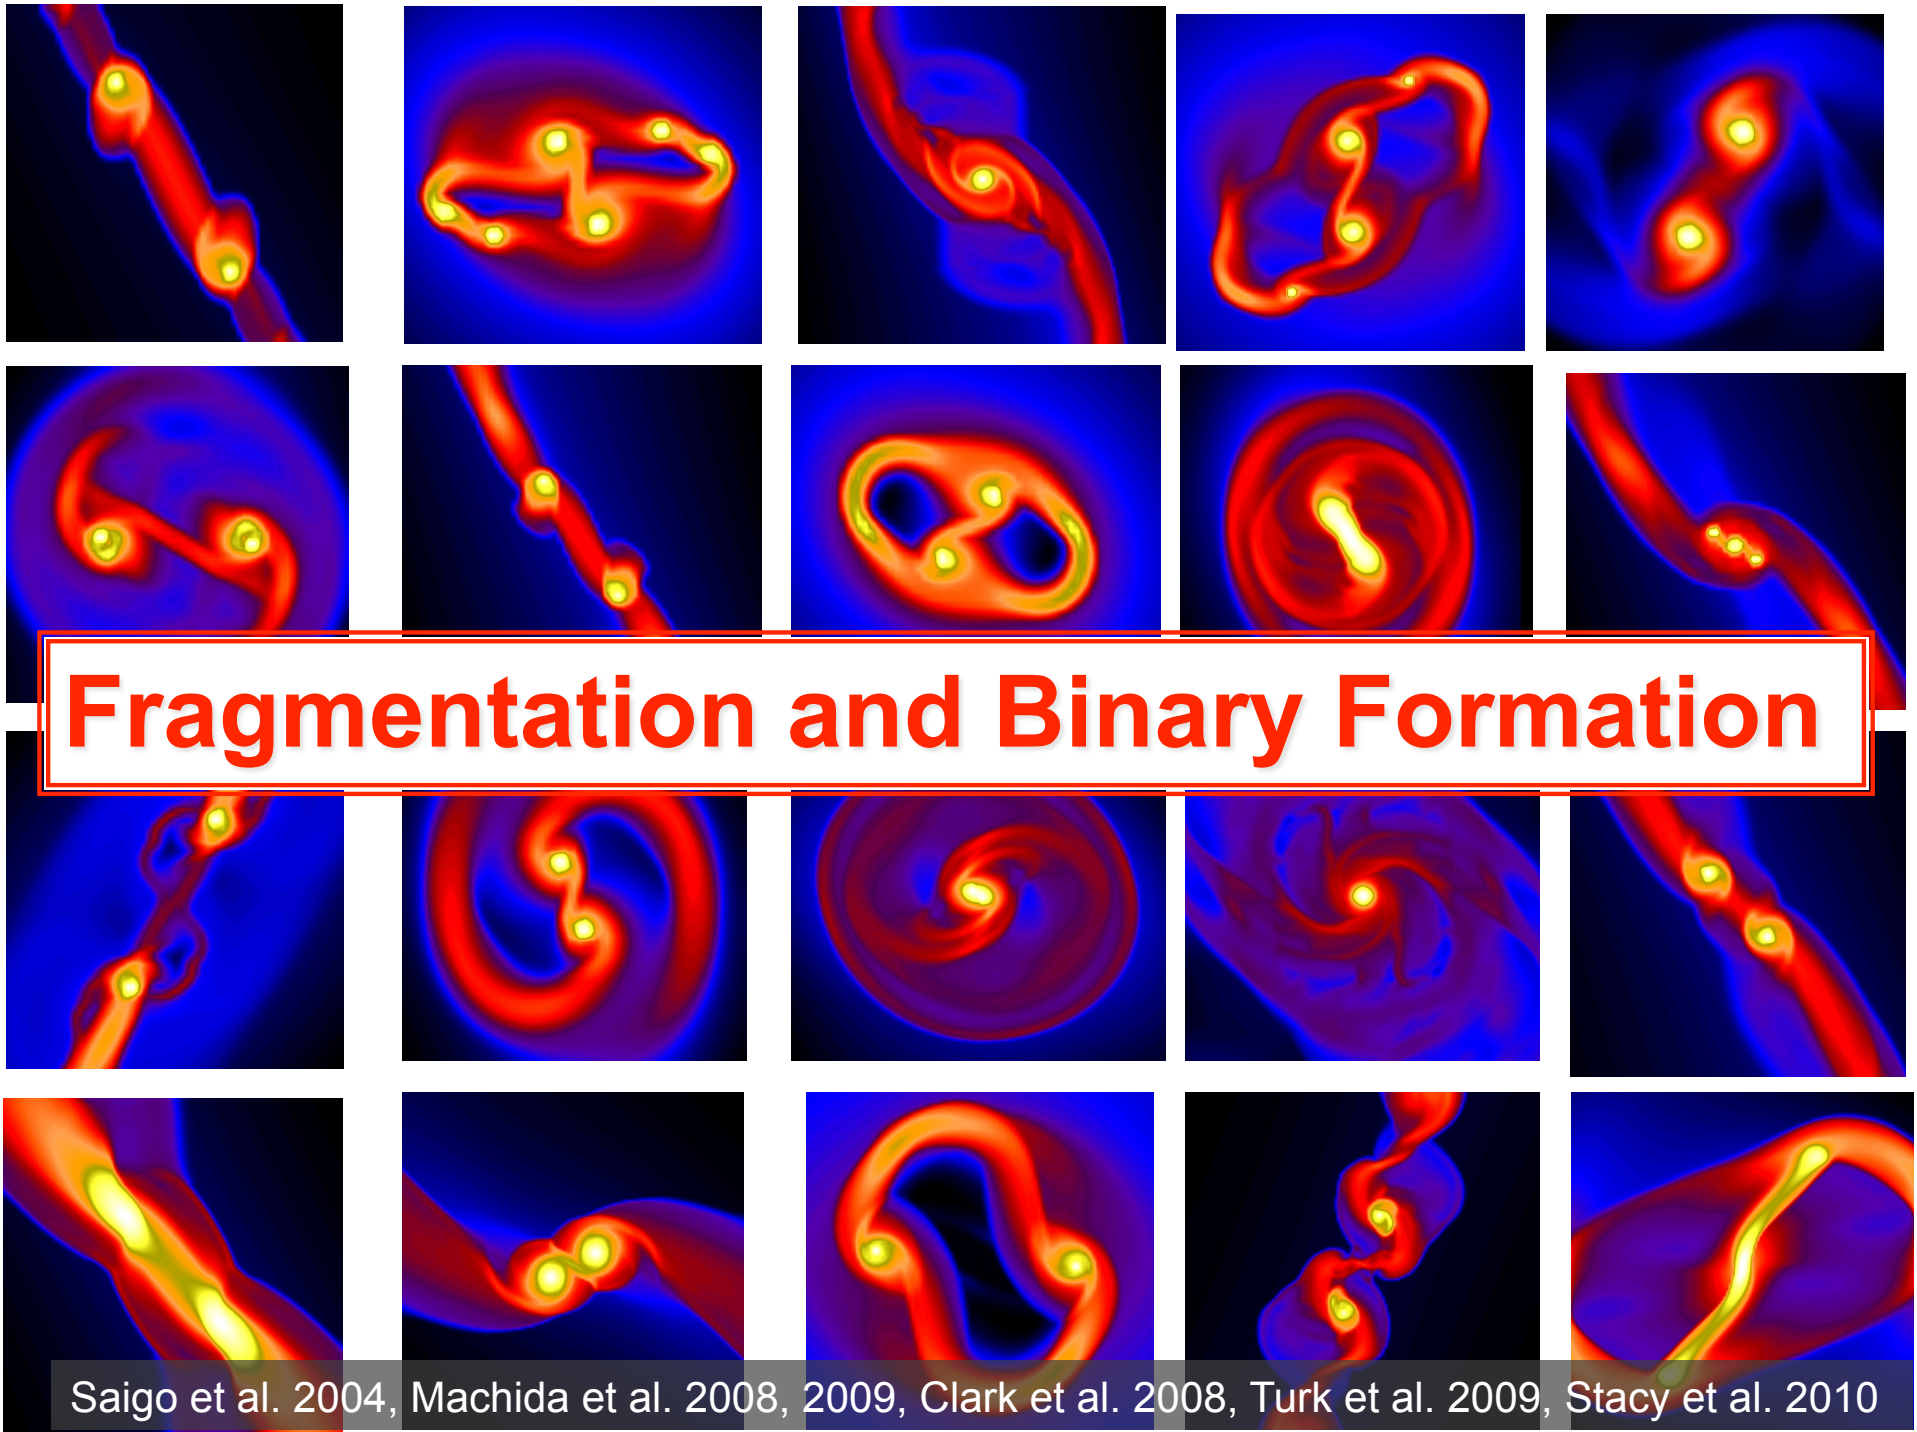 Fragmentation and Binary Formation
Saigo et al. 2004, Machida et al. 2008, 2009, Clark et al. 2008, Turk et al. 2009, Stacy et al. 2010